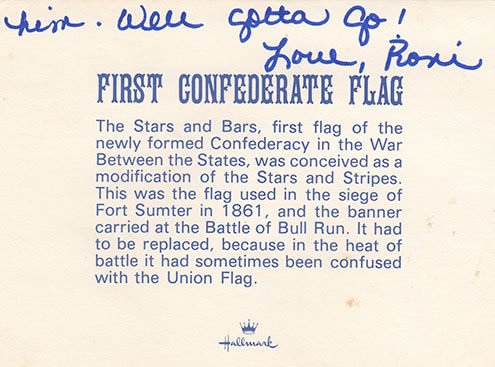 him. Well gotta go!
Love, Roni
FIRST CONFEDERATE FLAG
The Stars and Bars, first flag of the
newly formed Confederacy in the War
Between the States, was conceived as a
modification of the Stars and Stripes.
This was the flag used in the siege of
Fort Sumter in 1861, and the banner
carried at the Battle of Bull Run. It had
to be replaced, because in the heat of
battle it had sometimes been confused
with the Union Flag.
Hallmark